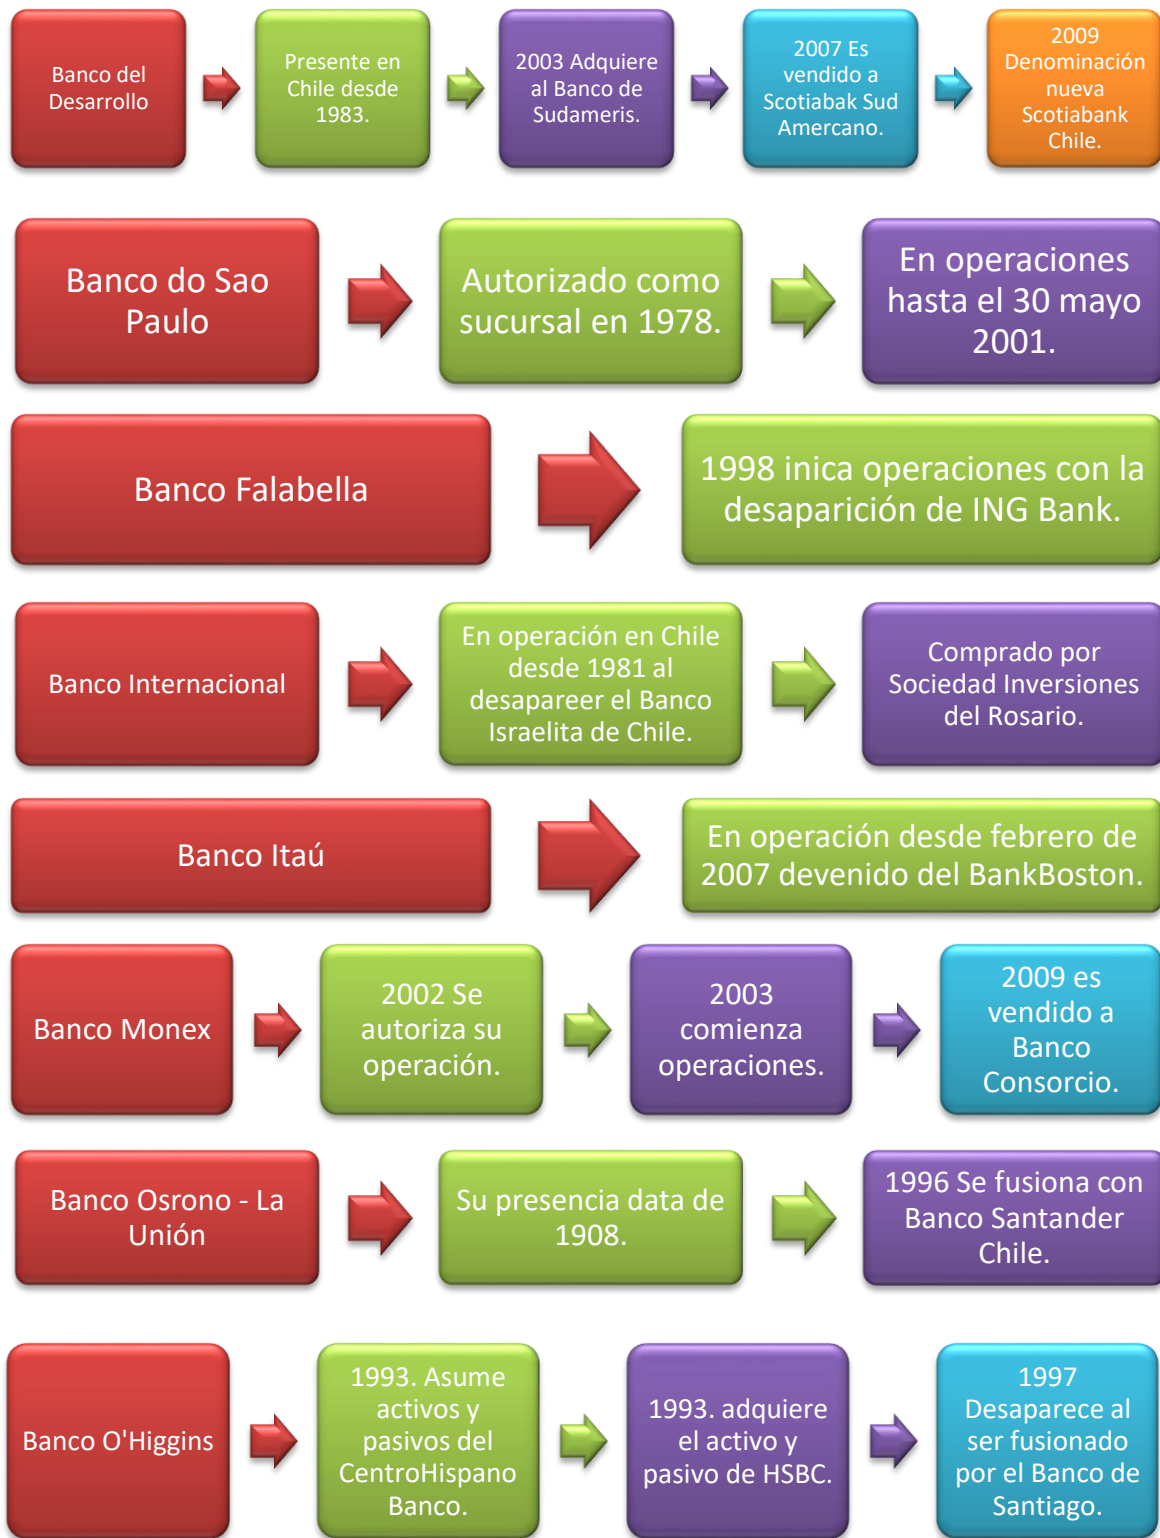 Banco del
Desarrollo
Presente en
Chile desde
1983.
2003 Adquiere
al Banco de
Sudameris.
2007 Es
vendido a
Scotiabak Sud
Amercano.
2009
Denominación
nueva
Scotiabank
Chile.
Banco do Sao
Paulo
Autorizado como
sucursal en 1978.
En operaciones
hasta el 30 mayo
2001.
Banco Falabella
1998 inica operaciones con la
desaparición de ING Bank.
Banco Internacional
En operación en Chile
desde 1981 al
desapareer el Banco
Israelita de Chile.
Comprado por
Sociedad Inversiones
del Rosario.
Banco Itaú
En operación desde febrero de
2007 devenido del BankBoston.
Banco Monex
2002 Se
autoriza su
operación.
2003
comienza
operaciones.
2009 es
vendido a
Banco
Consorcio.
Banco Osrono - La
Unión
Su presencia data de
1908.
1996 Se fusiona con
Banco Santander
Chile.
Banco O'Higgins
1993. Asume
activos y
pasivos del
CentroHispano
Banco.
1993. adquiere
el activo y
pasivo de HSBC.
1997
Desaparece al
ser fusionado
por el Banco de
Santiago.